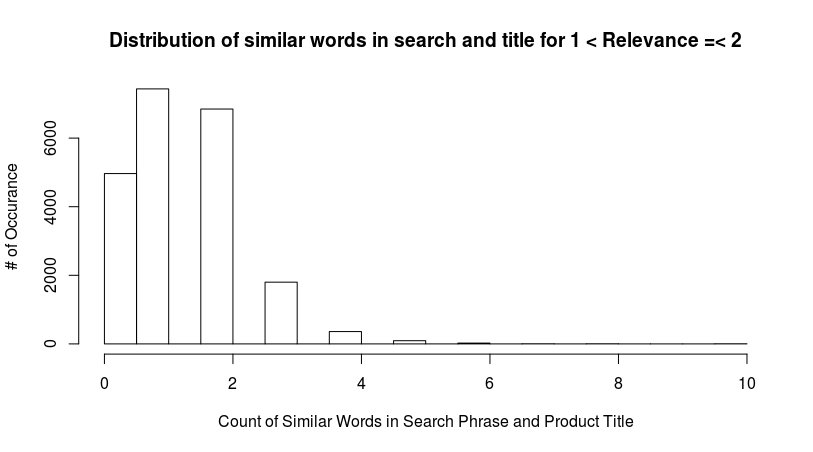 Distribution of similar words in search and title for 1 < Relevance =< 2
# of Occurance
6000
4000
2000
0
0 2 4 6 8 10
Count of Similar Words in Search Phrase and Product Title